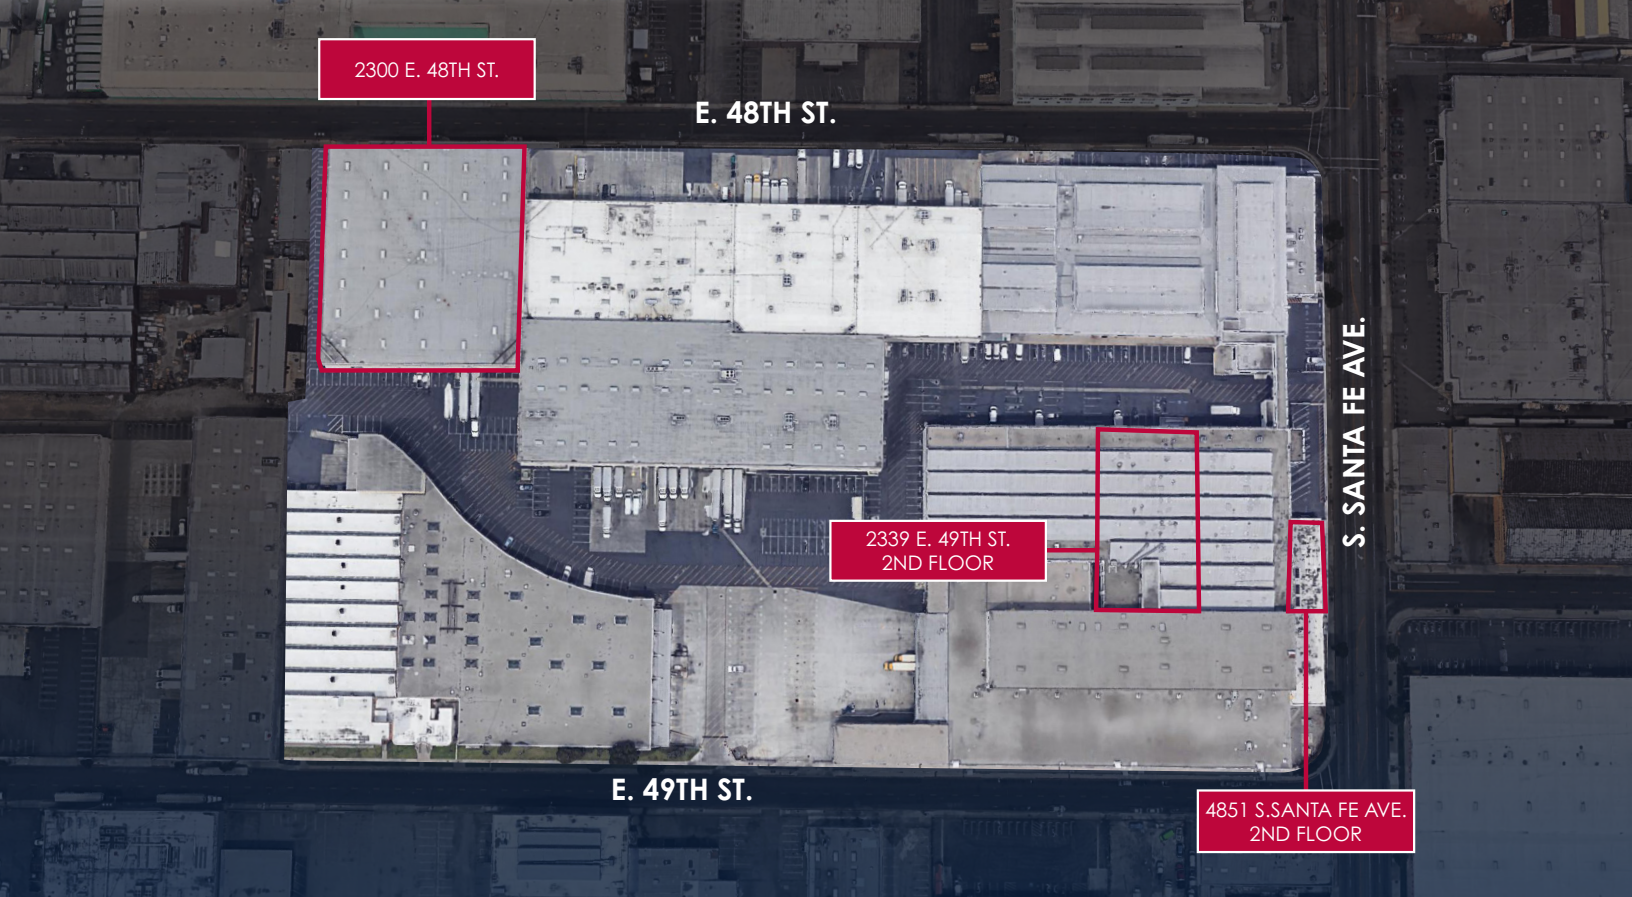 2300 E. 48TH ST.
E. 48TH ST.
S. SANTA FE AVE.
2339 E. 49TH ST.
2ND FLOOR
E. 49TH ST.
4851 S.SANTA FE AVE.
2ND FLOOR